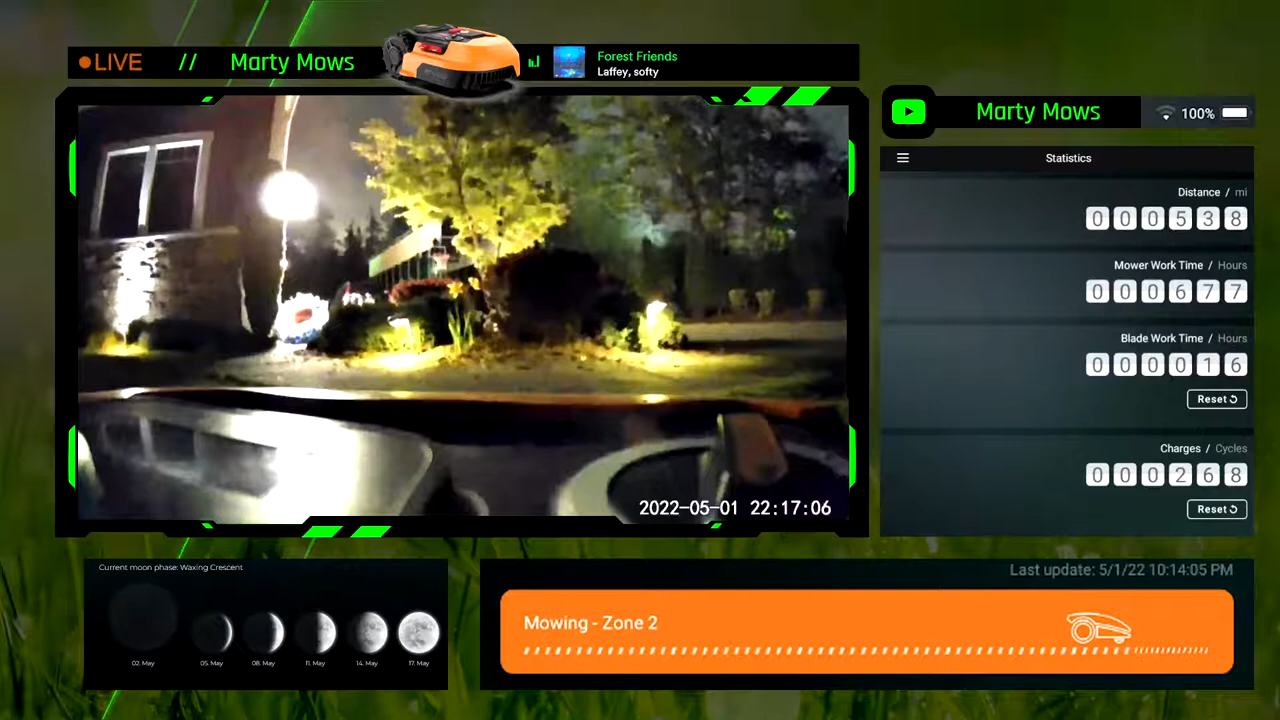 LIVE // Marty Mows
Forest Friends
Laffey, softy
Marty Mows
100%
Statistics
Distance / mi
000538
Mower Work Time / Hours
000677
Blade Work Time / Hours
000016
Reset
Charges / Cycles
000268
Reset
2022-05-01 22:17:06
Current moon phase: Waxing Crescent
02. May 05. May 08. May 11. May 14. May 17. May
Last update: 5/1/22 10:14:05 PM
Mowing - Zone 2